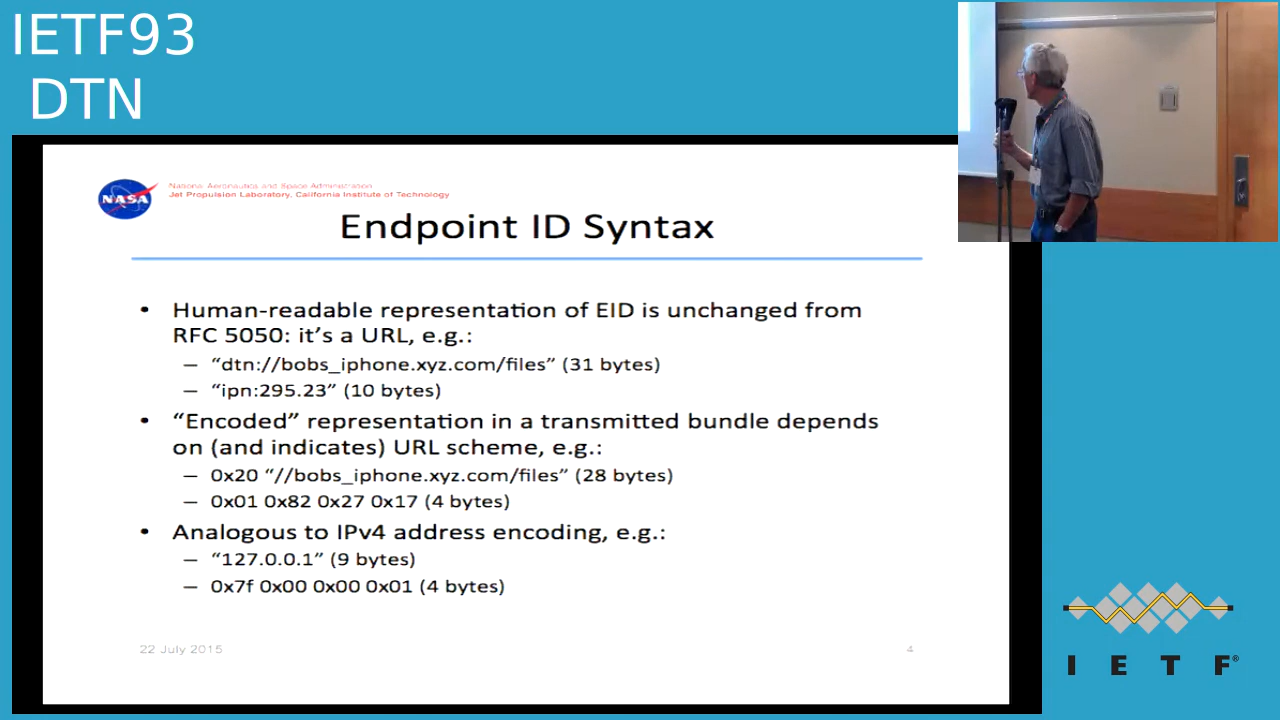 IETF93
DTN
NASA
National Aeronautics and Space Administration
Jet Propulsion Laboratory, California Institute of Technology
Endpoint ID Syntax
• Human-readable representation of EID is unchanged from
RFC 5050: it’s a URL, e.g.:
– “dtn://bobs_iphone.xyz.com/files” (31 bytes)
– “ipn:295.23” (10 bytes)
• “Encoded” representation in a transmitted bundle depends
on (and indicates) URL scheme, e.g.:
– 0x20 “//bobs_iphone.xyz.com/files” (28 bytes)
– 0x01 0x82 0x27 0x17 (4 bytes)
• Analogous to IPv4 address encoding, e.g.:
– “127.0.0.1” (9 bytes)
– 0x7f 0x00 0x00 0x01 (4 bytes)
22 July 2015
4
I E T F®